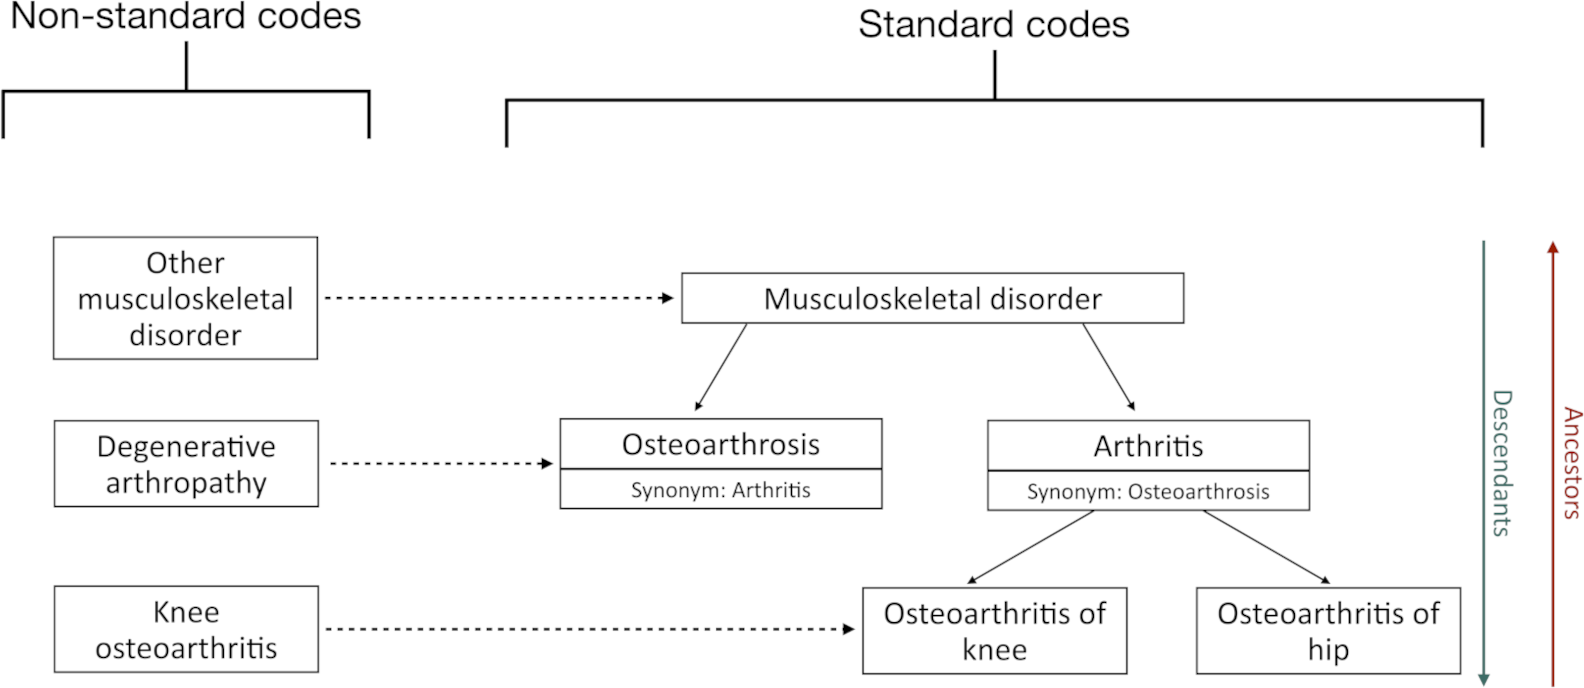 Non-standard codes
Standard codes
Other
musculoskeletal
disorder
Musculoskeletal disorder
Degenerative
arthropathy
Osteoarthrosis
Synonym: Arthritis
Arthritis
Synonym: Osteoarthrosis
Knee
osteoarthritis
Osteoarthritis of
knee
Osteoarthritis of
hip
Descendants
Ancestors